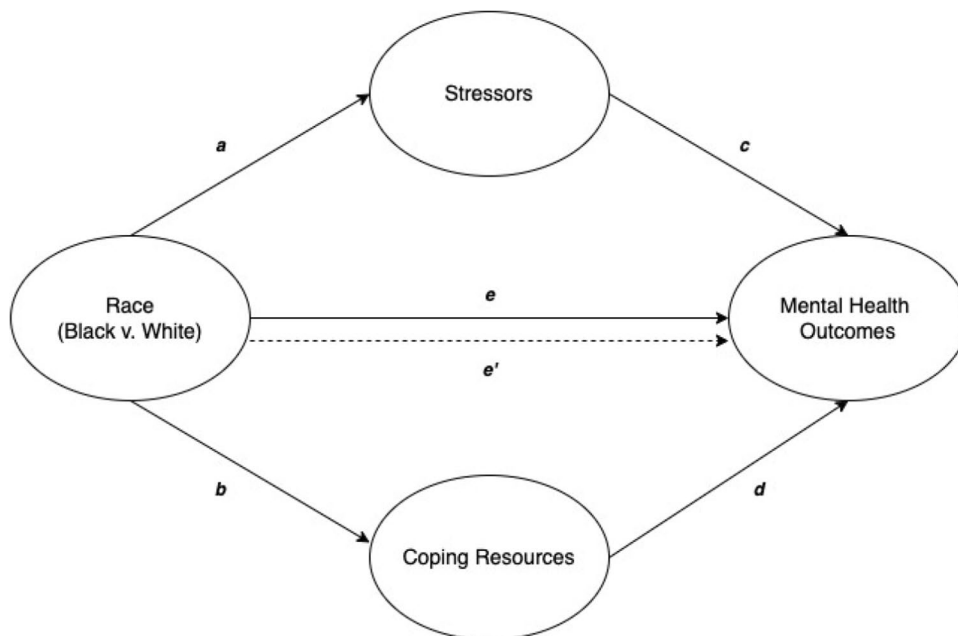 Stressors
a
c
Race
(Black v. White)
e
e'
Mental Health
Outcomes
b
d
Coping Resources